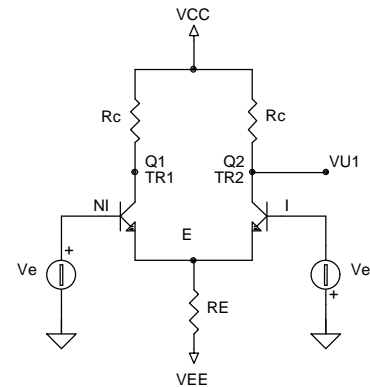 VCC
Rc
Rc
Q1
TR1
Q2
TR2
VU1
NI
I
E
Ve
+
Ve
+
RE
VEE